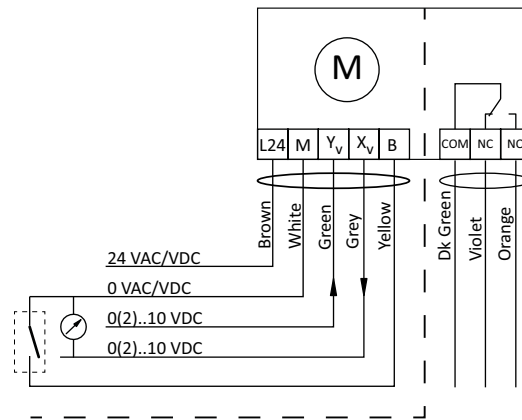 M
L24 M Yv Xv B COM NC NO
Brown White Green Grey Yellow Dk Green Violet Orange
24 VAC/VDC
0 VAC/VDC
0(2)..10 VDC
0(2)..10 VDC